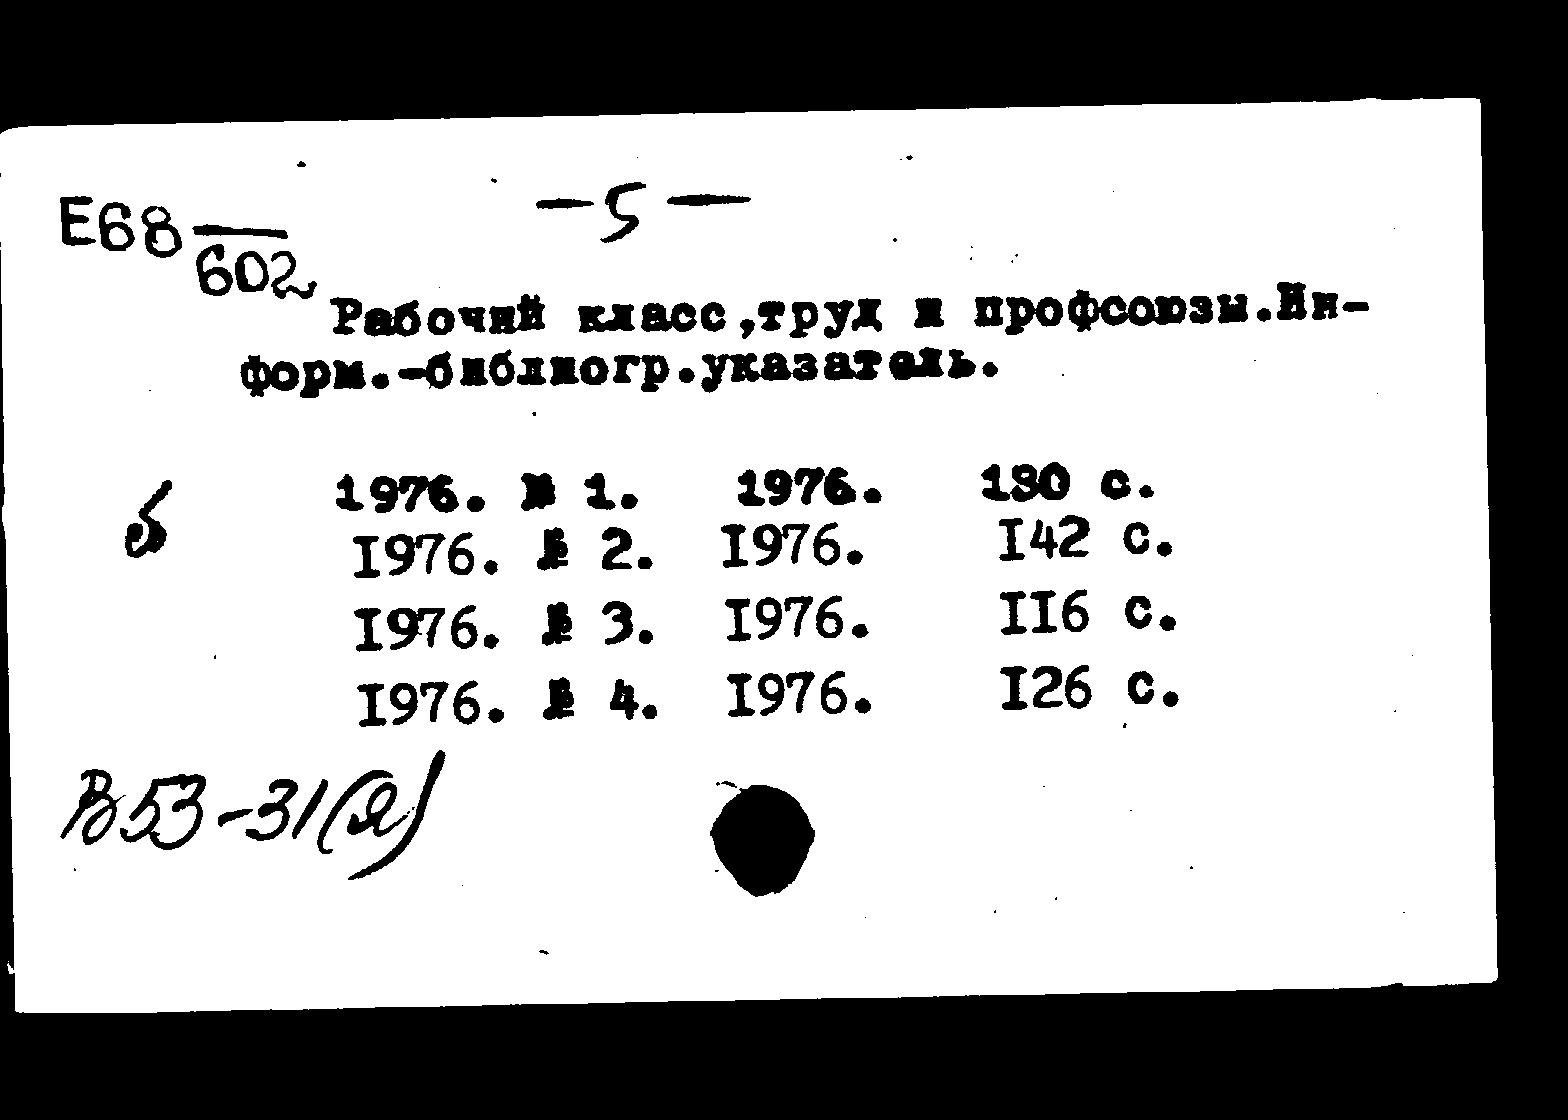 Е68
— 5 —
602
Рабочий класс,труд и профсоюзы.Ин-
форм.-библиогр.указатель.
1976. № 1. 1976. 130 с.
б
I976. № 2. I976. I42 с.
I976. № 3. I976. II6 с.
I976. № 4. I976. I26 с.
В53-31(Я)